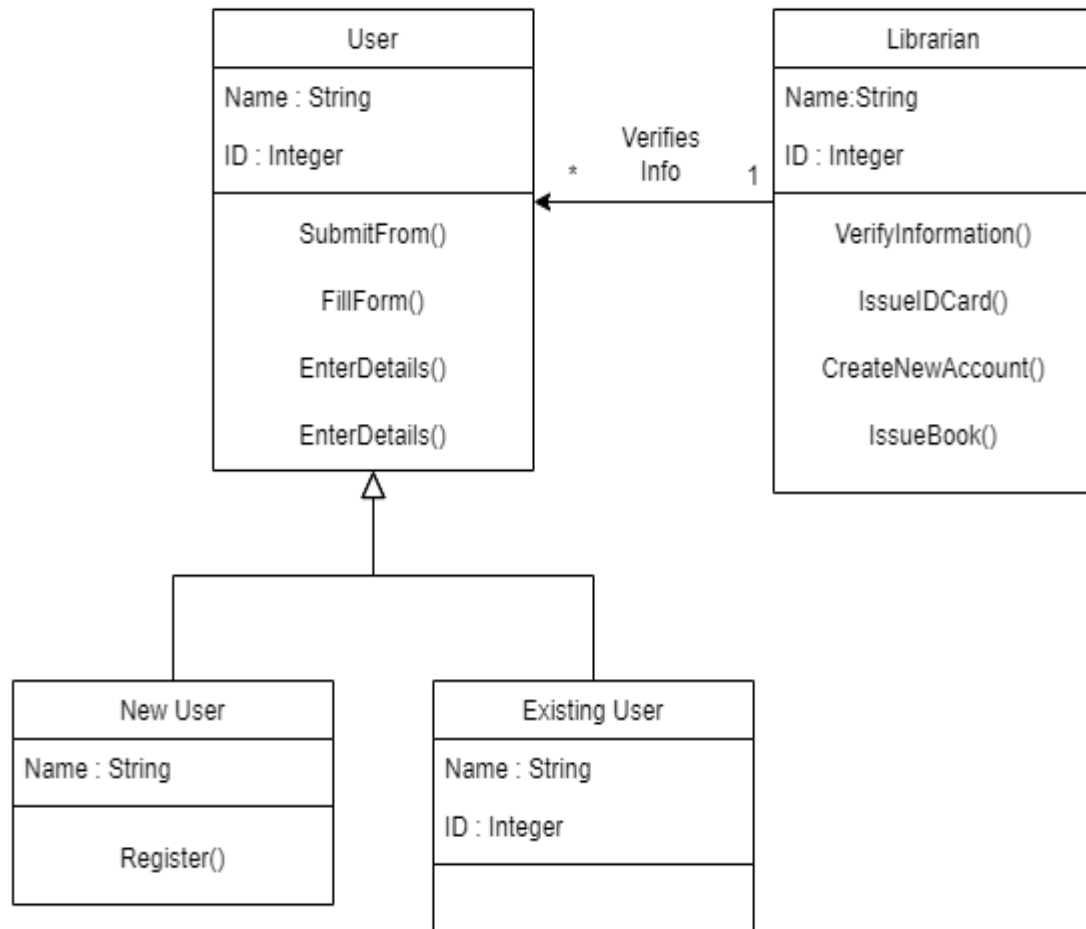 User
Name : String
ID : Integer
SubmitFrom()
FillForm()
EnterDetails()
EnterDetails()
Verifies
Info
*
1
Librarian
Name:String
ID : Integer
VerifyInformation()
IssueIDCard()
CreateNewAccount()
IssueBook()
New User
Name : String
Register()
Existing User
Name : String
ID : Integer